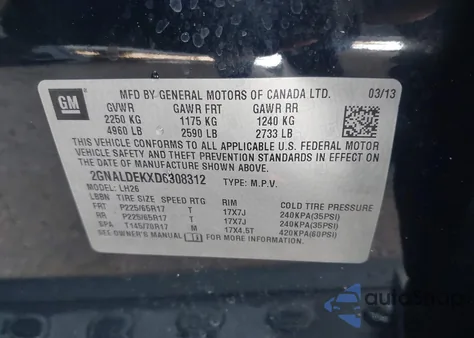 GM
MFD BY GENERAL MOTORS OF CANADA LTD. 03/13
GVWR GAWR FRT GAWR RR
2250 KG 1175 KG 1240 KG
4960 LB 2590 LB 2733 LB
THIS VEHICLE CONFORMS TO ALL APPLICABLE U.S. FEDERAL MOTOR
VEHICLE SAFETY, BUMPER, AND THEFT PREVENTION STANDARDS IN EFFECT ON THE
DATE OF MANUFACTURE SHOWN ABOVE.
2GNALDEKXD6308312 TYPE: M.P.V.
MODEL: LH26
LBBN TIRE SIZE SPEED RTG RIM COLD TIRE PRESSURE
FRT P225/65R17 T 17X7J 240KPA(35PSI)
RR P225/65R17 T 17X7J 240KPA(35PSI)
SPA T145/70R17 M 17X4.5T 420KPA(60PSI)
SEE OWNER'S MANUAL FOR ADDITIONAL INFORMATION